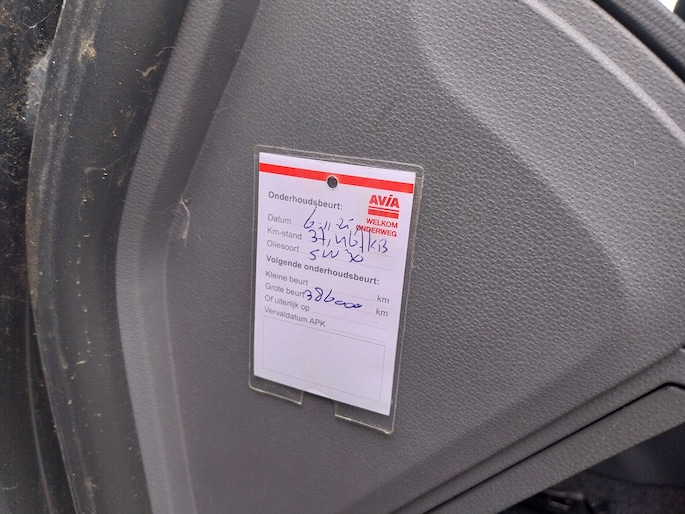 Onderhoudsbeurt:
AVIA
WELKOM
ONDERWEG
Datum
Km-stand
Oliesoort 5W30
Volgende onderhoudsbeurt:
Kleine beurt km
Grote beurt 386000 km
Of uiterlijk op
Vervaldatum APK